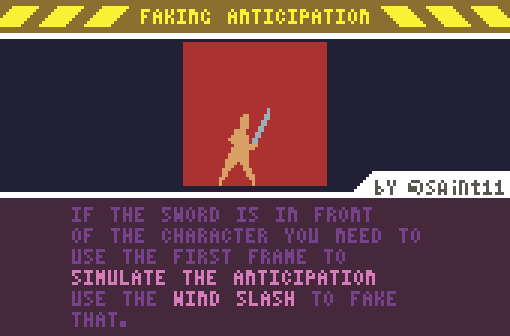 FAKING ANTICIPATION
BY @SAINT11
IF THE SWORD IS IN FRONT
OF THE CHARACTER YOU NEED TO
USE THE FIRST FRAME TO
SIMULATE THE ANTICIPATION
USE THE WIND SLASH TO FAKE
THAT.